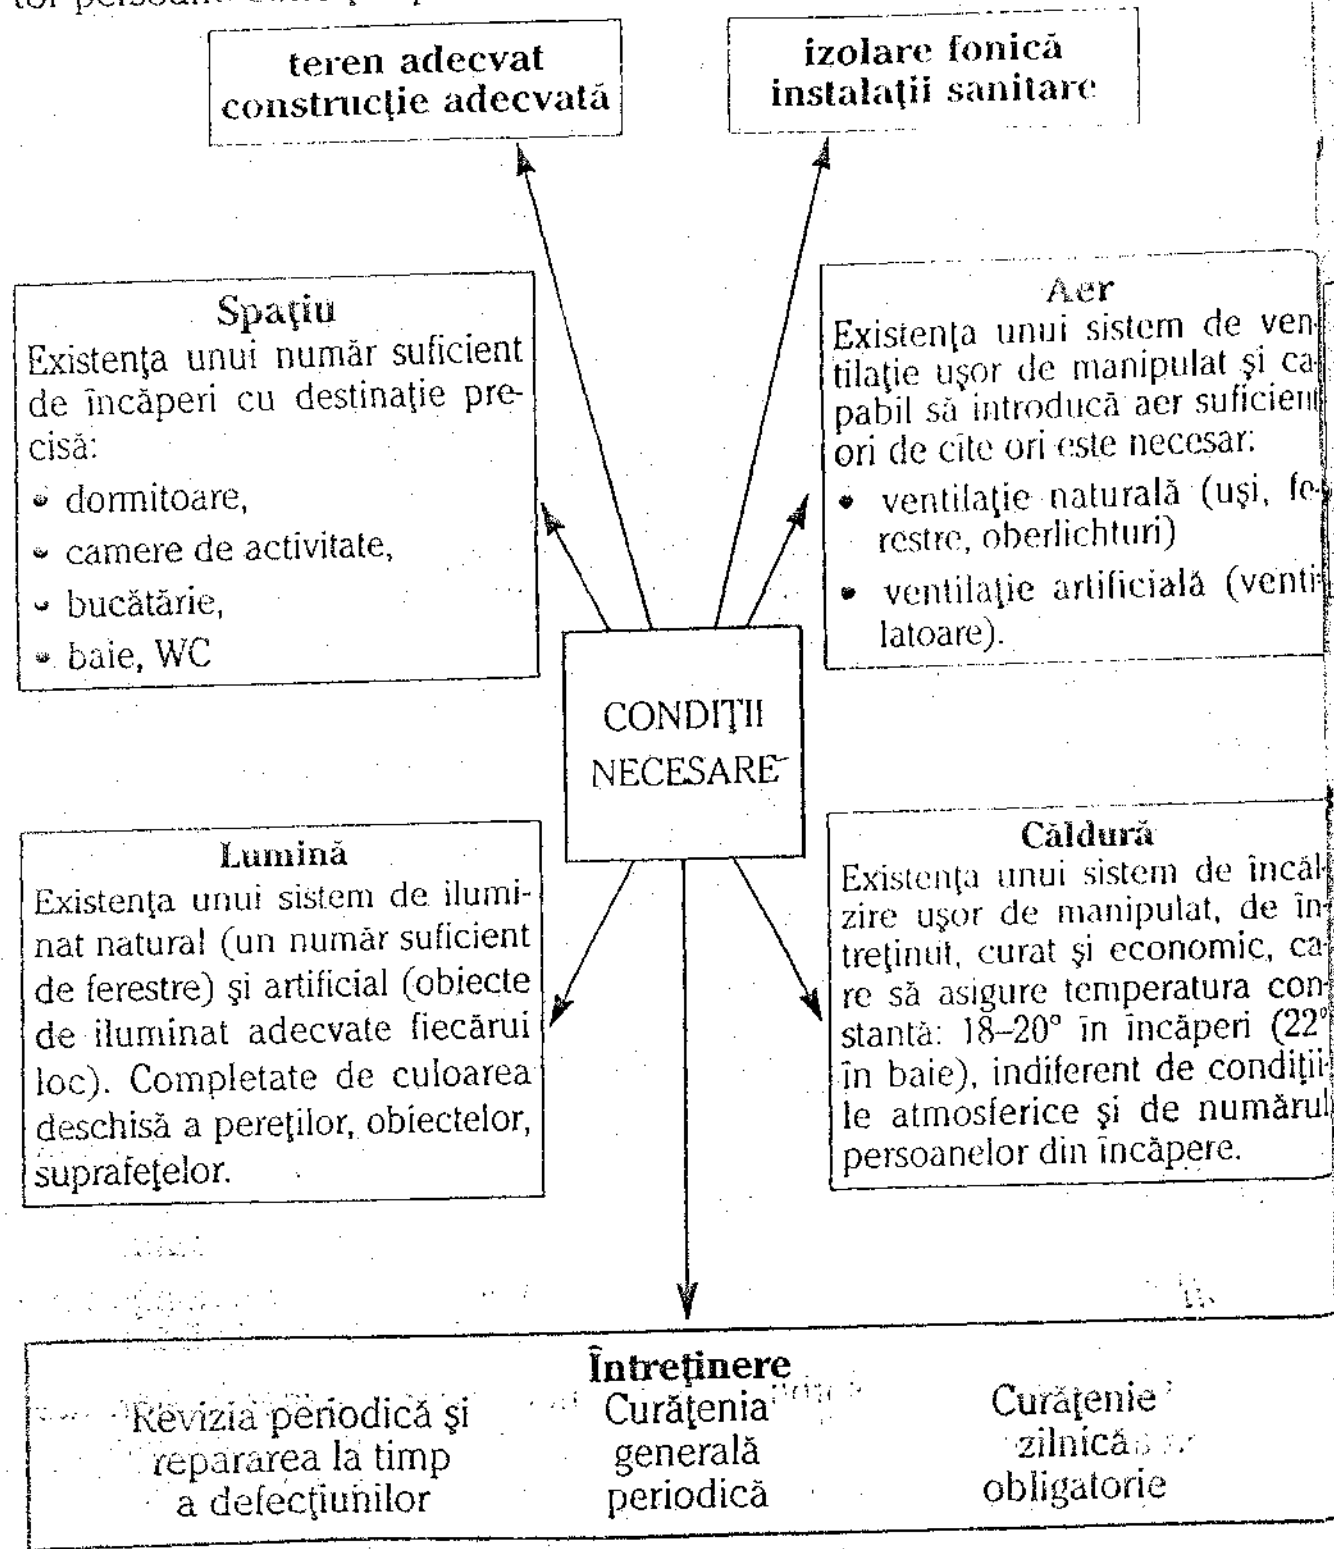 teren adecvat
construcţie adecvată
izolare fonică
instalaţii sanitare
Spaţiu
Existenţa unui număr suficient
de încăperi cu destinaţie pre-
cisă:
• dormitoare,
• camere de activitate,
• bucătărie,
• baie, WC
Aer
Existenţa unui sistem de ven-
tilaţie uşor de manipulat şi ca-
pabil să introducă aer suficient
ori de cîte ori este necesar:
• ventilaţie naturală (uşi, fe-
restre, oberlichturi)
• ventilaţie artificială (venti-
latoare).
CONDIŢII
NECESARE
Lumină
Existenţa unui sistem de ilumi-
nat natural (un număr suficient
de ferestre) şi artificial (obiecte
de iluminat adecvate fiecărui
loc). Completate de culoarea
deschisă a pereţilor, obiectelor,
suprafeţelor.
Căldură
Existenţa unui sistem de încăl-
zire uşor de manipulat, de în-
treţinut, curat şi economic, ca-
re să asigure temperatura con-
stantă: 18–20° în încăperi (22°
în baie), indiferent de condiţii-
le atmosferice şi de numărul
persoanelor din încăpere.
Întreţinere
Revizia periodică şi
repararea la timp
a defecţiunilor
Curăţenia
generală
periodică
Curăţenie
zilnică
obligatorie